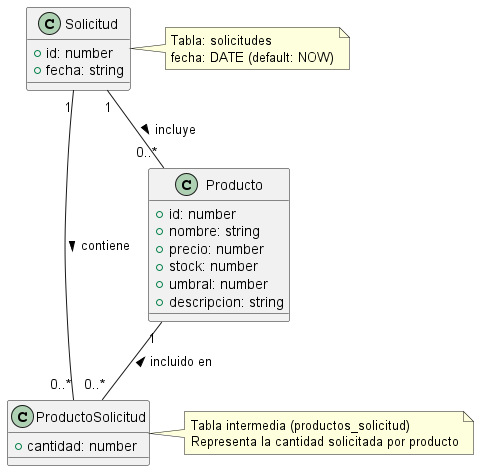 C Solicitud
id: number
fecha: string
Tabla: solicitudes
fecha: DATE (default: NOW)
1
1
incluye
0..*
C Producto
id: number
nombre: string
precio: number
stock: number
umbral: number
descripcion: string
contiene
1
incluido en
0..*
0..*
C ProductoSolicitud
cantidad: number
Tabla intermedia (productos_solicitud)
Representa la cantidad solicitada por producto